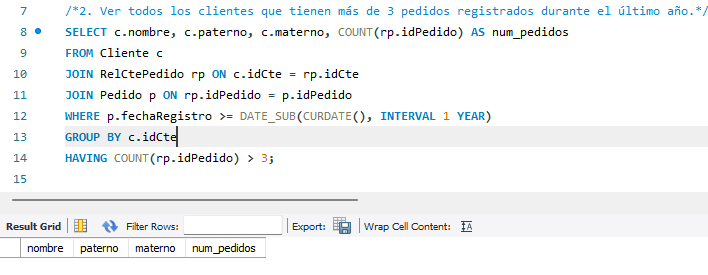 7 /*2. Ver todos los clientes que tienen más de 3 pedidos registrados durante el último año.*/
8 SELECT c.nombre, c.paterno, c.materno, COUNT(rp.idPedido) AS num_pedidos
9 FROM Cliente c
10 JOIN RelCtePedido rp ON c.idCte = rp.idCte
11 JOIN Pedido p ON rp.idPedido = p.idPedido
12 WHERE p.fechaRegistro >= DATE_SUB(CURDATE(), INTERVAL 1 YEAR)
13 GROUP BY c.idCte
14 HAVING COUNT(rp.idPedido) > 3;
15
Result Grid Filter Rows: Export: Wrap Cell Content:
nombre paterno materno num_pedidos